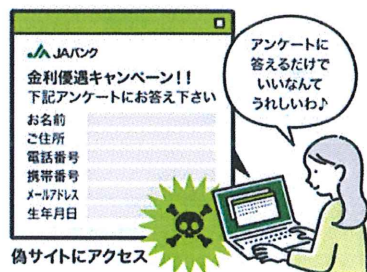 JA JAバンク
金利優遇キャンペーン!!
下記アンケートにお答え下さい
お名前
ご住所
電話番号
携帯番号
メールアドレス
生年月日
アンケートに
答えるだけで
いいなんて
うれしいわ♪
偽サイトにアクセス